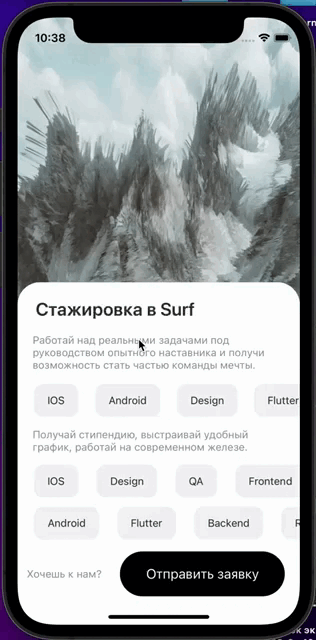 10:38
Стажировка в Surf
Работай над реальными задачами под
руководством опытного наставника и получи
возможность стать частью команды мечты.
IOS Android Design Flutter
Получай стипендию, выстраивай удобный
график, работай на современном железе.
IOS Design QA Frontend
Android Flutter Backend
Хочешь к нам? Отправить заявку